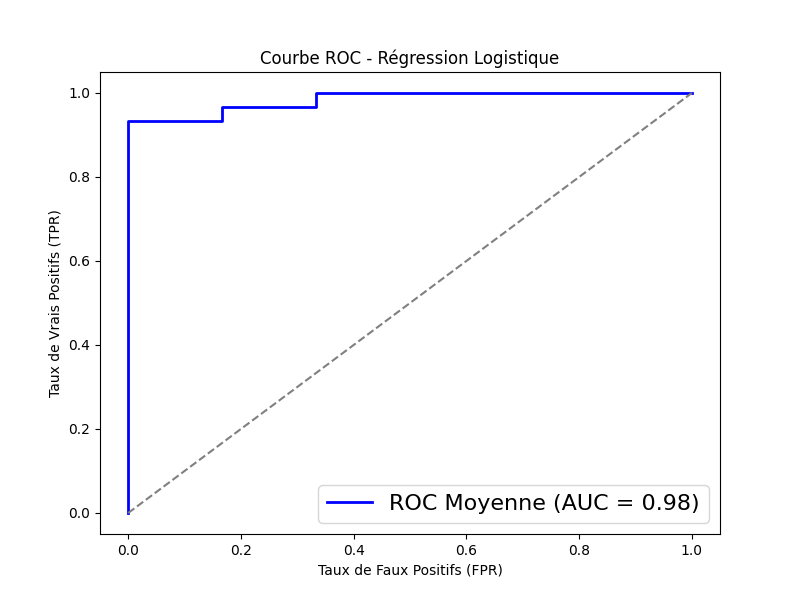 Courbe ROC - Régression Logistique
Taux de Vrais Positifs (TPR)
1.0
0.8
0.6
0.4
0.2
0.0
ROC Moyenne (AUC = 0.98)
0.0 0.2 0.4 0.6 0.8 1.0
Taux de Faux Positifs (FPR)